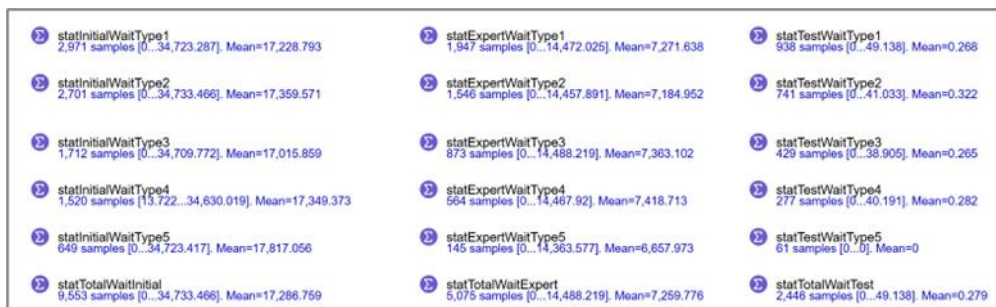 statInitialWaitType1
2,971 samples [0...34,723.287]. Mean=17,228.793
statInitialWaitType2
2,701 samples [0...34,733.466]. Mean=17,359.571
statInitialWaitType3
1,712 samples [0...34,709.772]. Mean=17,015.859
statInitialWaitType4
1,520 samples [13.722...34,630.019]. Mean=17,349.373
statInitialWaitType5
649 samples [0...34,723.417]. Mean=17,817.056
statTotalWaitInitial
9,553 samples [0...34,733.466]. Mean=17,286.759
statExpertWaitType1
1,947 samples [0...14,472.025]. Mean=7,271.638
statExpertWaitType2
1,546 samples [0...14,457.891]. Mean=7,184.952
statExpertWaitType3
873 samples [0...14,488.219]. Mean=7,363.102
statExpertWaitType4
564 samples [0...14,467.92]. Mean=7,418.713
statExpertWaitType5
145 samples [0...14,363.577]. Mean=6,657.973
statTotalWaitExpert
5,075 samples [0...14,488.219]. Mean=7,259.776
statTestWaitType1
938 samples [0...49.138]. Mean=0.268
statTestWaitType2
741 samples [0...41.033]. Mean=0.322
statTestWaitType3
429 samples [0...38.905]. Mean=0.265
statTestWaitType4
277 samples [0...40.191]. Mean=0.282
statTestWaitType5
61 samples [0...0]. Mean=0
statTotalWaitTest
2,446 samples [0...49.138]. Mean=0.279